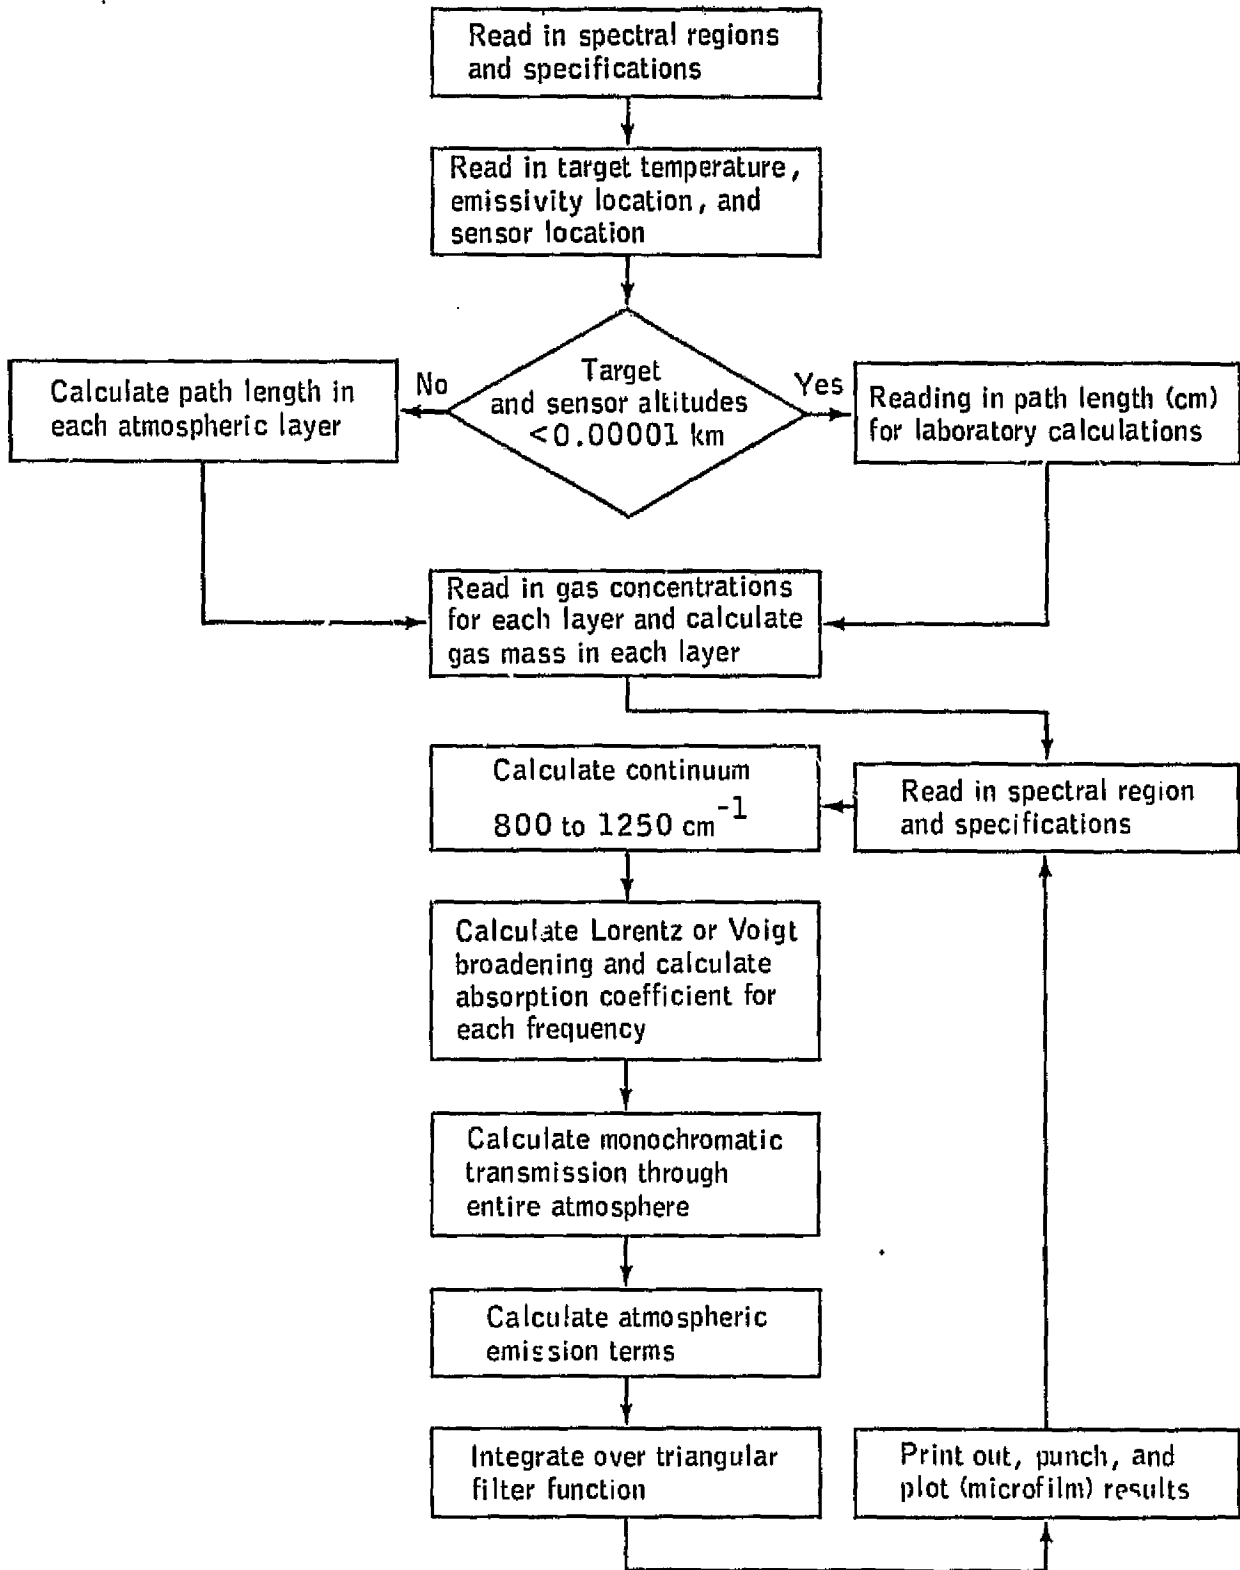 Read in spectral regions
and specifications
Read in target temperature,
emissivity location, and
sensor location
Target
and sensor altitudes
<0.00001 km
No
Yes
Calculate path length in
each atmospheric layer
Reading in path length (cm)
for laboratory calculations
Read in gas concentrations
for each layer and calculate
gas mass in each layer
Read in spectral region
and specifications
Calculate continuum
800 to 1250 cm⁻¹
Calculate Lorentz or Voigt
broadening and calculate
absorption coefficient for
each frequency
Calculate monochromatic
transmission through
entire atmosphere
Calculate atmospheric
emission terms
Integrate over triangular
filter function
Print out, punch, and
plot (microfilm) results